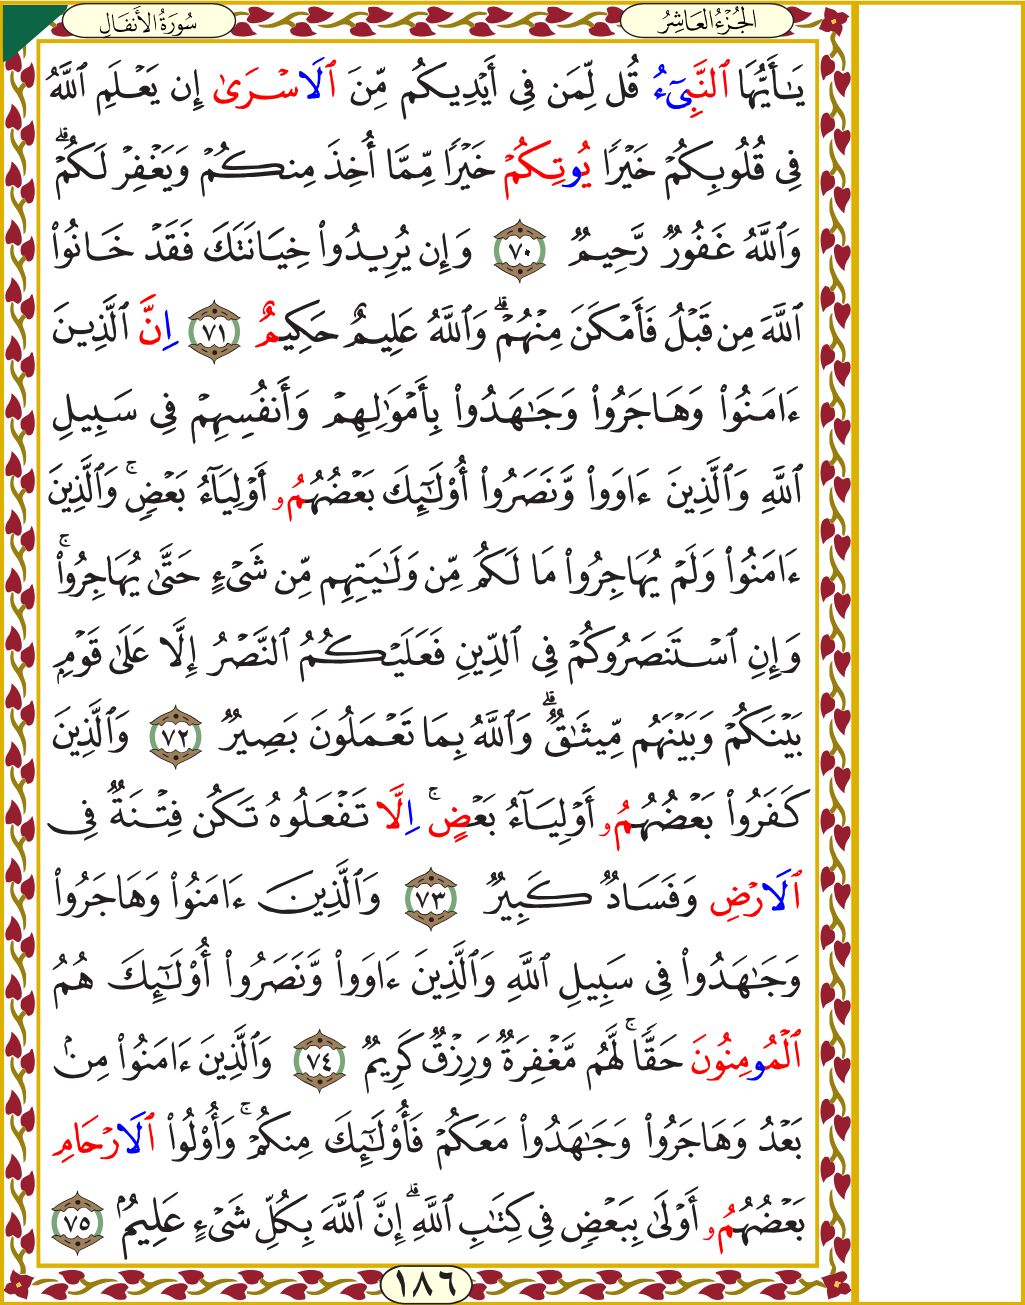 الجُزْءُ العَاشِرُ
سُورَةُ الأَنفَالِ
يَـٰٓأَيُّهَا ٱلنَّبِىٓءُ قُل لِّمَن فِىٓ أَيْدِيكُم مِّنَ ٱلَاسْرَىٰ إِن يَعْلَمِ ٱللَّهُ
فِى قُلُوبِكُمْ خَيْرًا يُوتِكُمْ خَيْرًا مِّمَّآ أُخِذَ مِنكُمْ وَيَغْفِرْ لَكُمْۗ
وَٱللَّهُ غَفُورٌ رَّحِيمٌ ٧٠ وَإِن يُرِيدُوا۟ خِيَانَتَكَ فَقَدْ خَانُوا۟
ٱللَّهَ مِن قَبْلُ فَأَمْكَنَ مِنْهُمْۗ وَٱللَّهُ عَلِيمٌ حَكِيمٌ ٧١ اِنَّ ٱلَّذِينَ
ءَامَنُوا۟ وَهَاجَرُوا۟ وَجَـٰهَدُوا۟ بِأَمْوَٰلِهِمْ وَأَنفُسِهِمْ فِى سَبِيلِ
ٱللَّهِ وَٱلَّذِينَ ءَاوَوا۟ وَّنَصَرُوٓا۟ أُو۟لَـٰٓئِكَ بَعْضُهُمُۥٓ أَوْلِيَآءُ بَعْضٍۚ وَٱلَّذِينَ
ءَامَنُوا۟ وَلَمْ يُهَاجِرُوا۟ مَا لَكُم مِّن وَلَـٰيَتِهِم مِّن شَىْءٍ حَتَّىٰ يُهَاجِرُوا۟ۚ
وَإِنِ ٱسْتَنصَرُوكُمْ فِى ٱلدِّينِ فَعَلَيْكُمُ ٱلنَّصْرُ إِلَّا عَلَىٰ قَوْمٍۭ
بَيْنَكُمْ وَبَيْنَهُم مِّيثَـٰقٌۗ وَٱللَّهُ بِمَا تَعْمَلُونَ بَصِيرٌ ٧٢ وَٱلَّذِينَ
كَفَرُوا۟ بَعْضُهُمُۥٓ أَوْلِيَآءُ بَعْضٍۚ اِلَّا تَفْعَلُوهُ تَكُن فِتْنَةٌ فِى
ٱلَارْضِ وَفَسَادٌ كَبِيرٌ ٧٣ وَٱلَّذِينَ ءَامَنُوا۟ وَهَاجَرُوا۟
وَجَـٰهَدُوا۟ فِى سَبِيلِ ٱللَّهِ وَٱلَّذِينَ ءَاوَوا۟ وَّنَصَرُوٓا۟ أُو۟لَـٰٓئِكَ هُمُ
ٱلْمُومِنُونَ حَقًّاۚ لَّهُم مَّغْفِرَةٌ وَرِزْقٌ كَرِيمٌ ٧٤ وَٱلَّذِينَ ءَامَنُوا۟ مِنۢ
بَعْدُ وَهَاجَرُوا۟ وَجَـٰهَدُوا۟ مَعَكُمْ فَأُو۟لَـٰٓئِكَ مِنكُمْۚ وَأُو۟لُوا۟ ٱلَارْحَامِ
بَعْضُهُمُۥٓ أَوْلَىٰ بِبَعْضٍ فِى كِتَـٰبِ ٱللَّهِۗ إِنَّ ٱللَّهَ بِكُلِّ شَىْءٍ عَلِيمٌۢ ٧٥
١٨٦